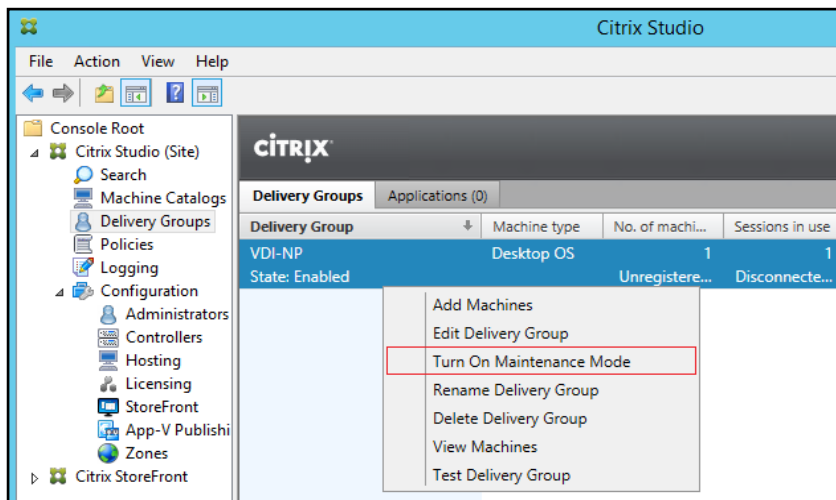 Citrix Studio
File Action View Help
Console Root
Citrix Studio (Site)
Search
Machine Catalogs
Delivery Groups
Policies
Logging
Configuration
Administrators
Controllers
Hosting
Licensing
StoreFront
App-V Publishi
Zones
Citrix StoreFront
CİTRIX
Delivery Groups Applications (0)
Delivery Group Machine type No. of machi... Sessions in use
VDI-NP Desktop OS 1 1
State: Enabled Unregistere... Disconnecte...
Add Machines
Edit Delivery Group
Turn On Maintenance Mode
Rename Delivery Group
Delete Delivery Group
View Machines
Test Delivery Group